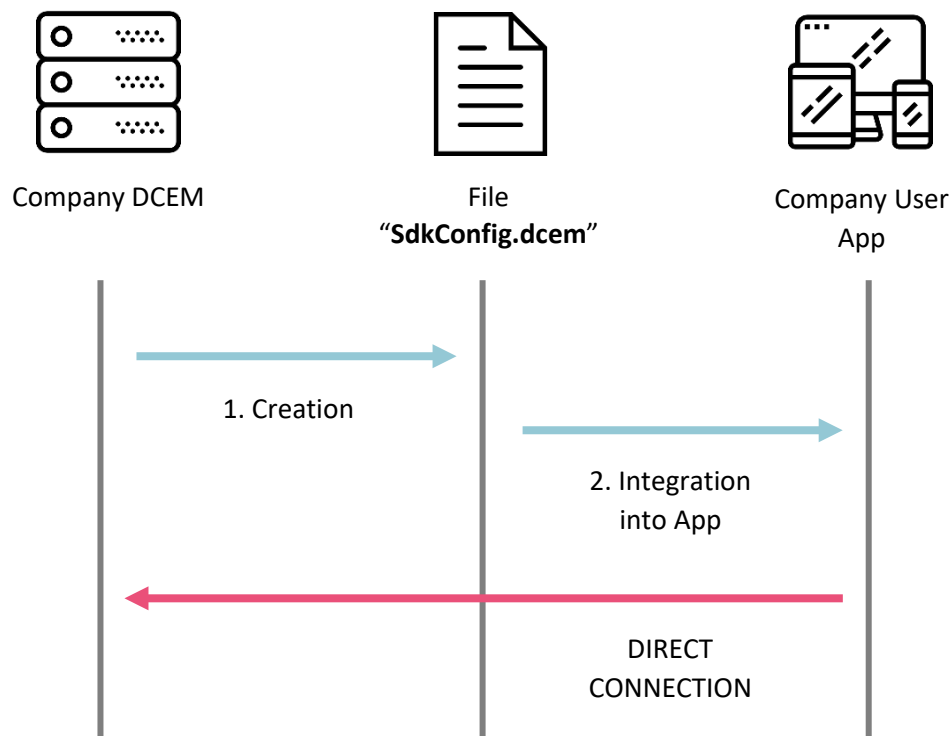 Company DCEM
File
“SdkConfig.dcem”
Company User
App
1. Creation
2. Integration
into App
DIRECT
CONNECTION